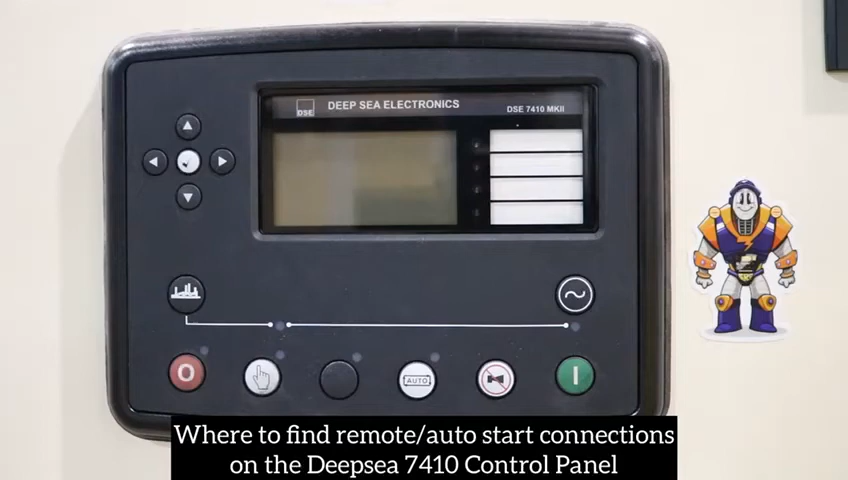 DSE
DEEP SEA ELECTRONICS
DSE 7410 MKII
O
AUTO
I
Where to find remote/auto start connections
on the Deepsea 7410 Control Panel